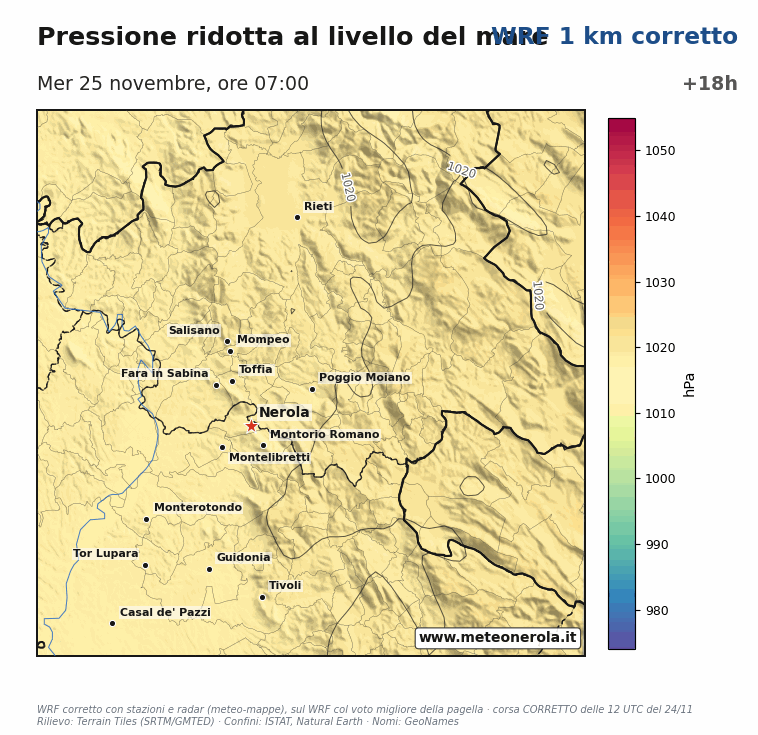 Pressione ridotta al livello del mare WRF 1 km corretto
Mer 25 novembre, ore 07:00 +18h
1020
1020
1020
Rieti
Salisano
Mompeo
Fara in Sabina
Toffia
Poggio Moiano
Nerola
Montorio Romano
Montelibretti
Monterotondo
Tor Lupara
Guidonia
Tivoli
Casal de' Pazzi
www.meteonerola.it
1050
1040
1030
1020
1010
1000
990
980
hPa
WRF corretto con stazioni e radar (meteo-mappe), sul WRF col voto migliore della pagella · corsa CORRETTO delle 12 UTC del 24/11
Rilievo: Terrain Tiles (SRTM/GMTED) · Confini: ISTAT, Natural Earth · Nomi: GeoNames